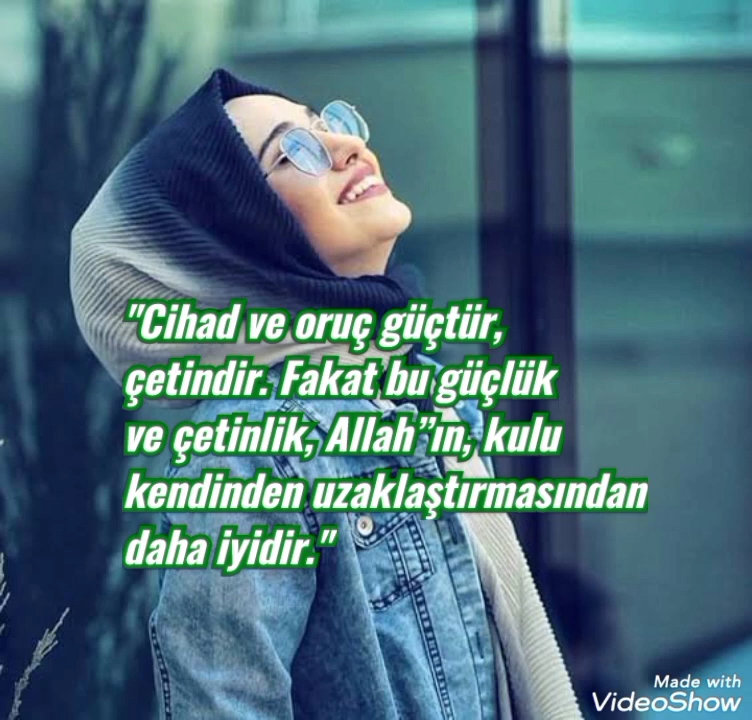 "Cihad ve oruç güçtür,
çetindir. Fakat bu güçlük
ve çetinlik, Allah”ın, kulu
kendinden uzaklaştırmasından
daha iyidir."
Made with
VideoShow